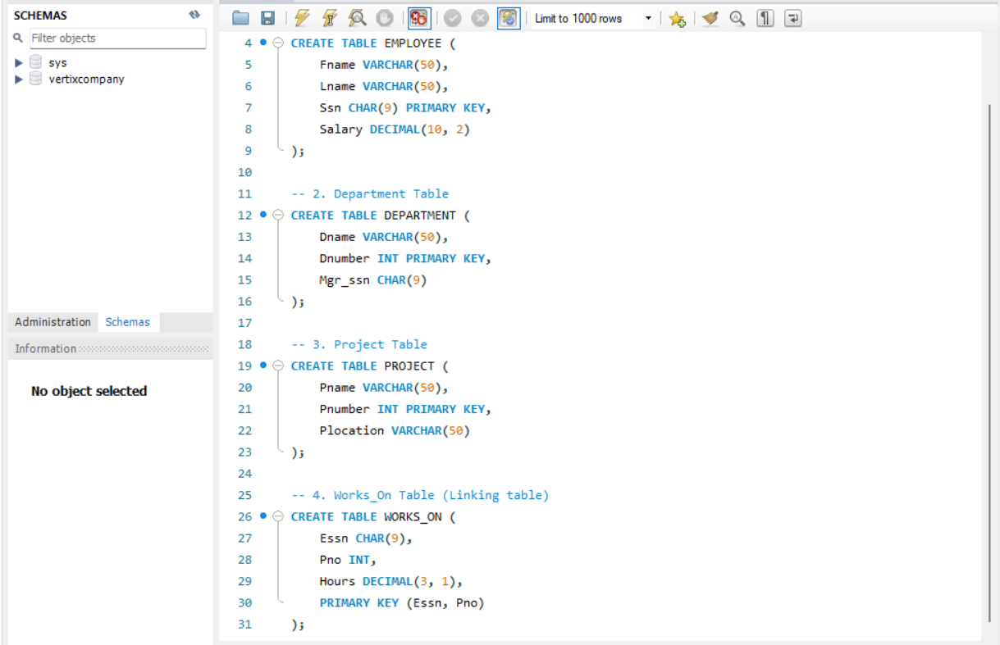 SCHEMAS
Filter objects
sys
vertixcompany
Administration Schemas
Information
No object selected
Limit to 1000 rows
4 CREATE TABLE EMPLOYEE (
5 Fname VARCHAR(50),
6 Lname VARCHAR(50),
7 Ssn CHAR(9) PRIMARY KEY,
8 Salary DECIMAL(10, 2)
9 );
10
11 -- 2. Department Table
12 CREATE TABLE DEPARTMENT (
13 Dname VARCHAR(50),
14 Dnumber INT PRIMARY KEY,
15 Mgr_ssn CHAR(9)
16 );
17
18 -- 3. Project Table
19 CREATE TABLE PROJECT (
20 Pname VARCHAR(50),
21 Pnumber INT PRIMARY KEY,
22 Plocation VARCHAR(50)
23 );
24
25 -- 4. Works_On Table (Linking table)
26 CREATE TABLE WORKS_ON (
27 Essn CHAR(9),
28 Pno INT,
29 Hours DECIMAL(3, 1),
30 PRIMARY KEY (Essn, Pno)
31 );